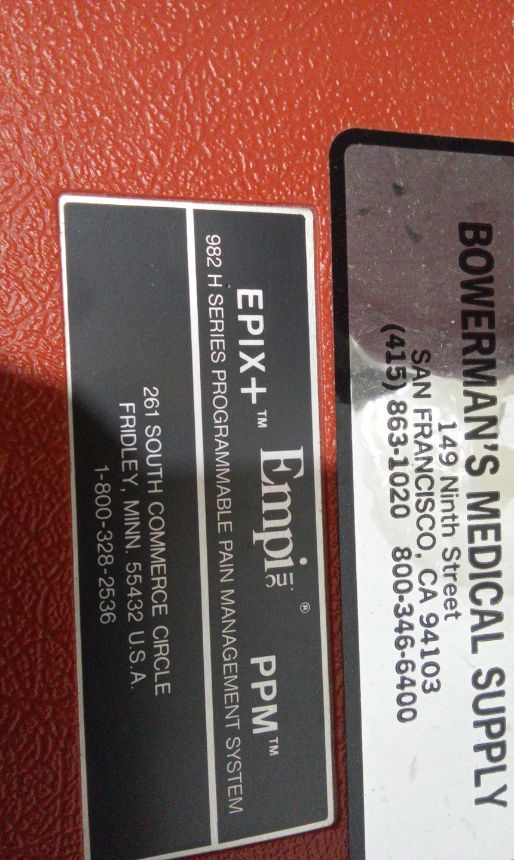 BOWERMAN'S MEDICAL SUPPLY
149 Ninth Street
SAN FRANCISCO, CA 94103
(415) 863-1020 800-346-6400
EPIX+™ Empi INC. ® PPM™
982 H SERIES PROGRAMMABLE PAIN MANAGEMENT SYSTEM
261 SOUTH COMMERCE CIRCLE
FRIDLEY, MINN. 55432 U.S.A.
1-800-328-2536